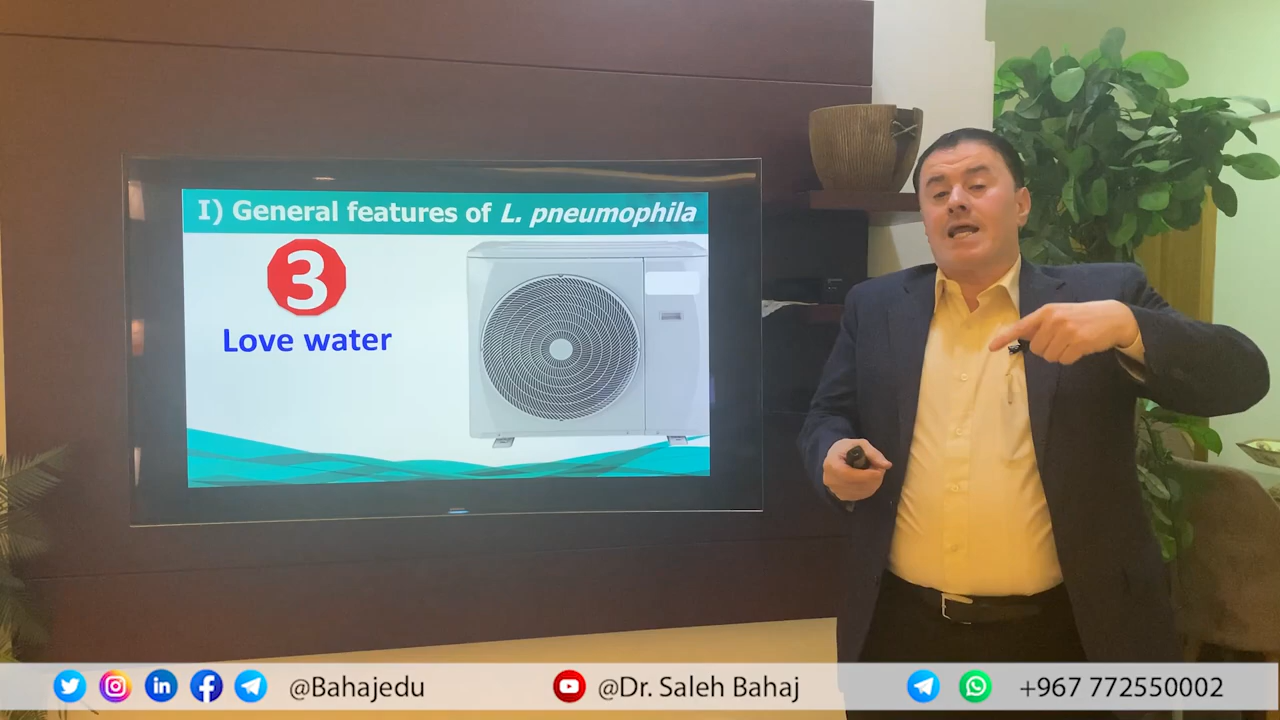 I) General features of L. pneumophila
3
Love water
@Bahajedu
@Dr. Saleh Bahaj
+967 772550002